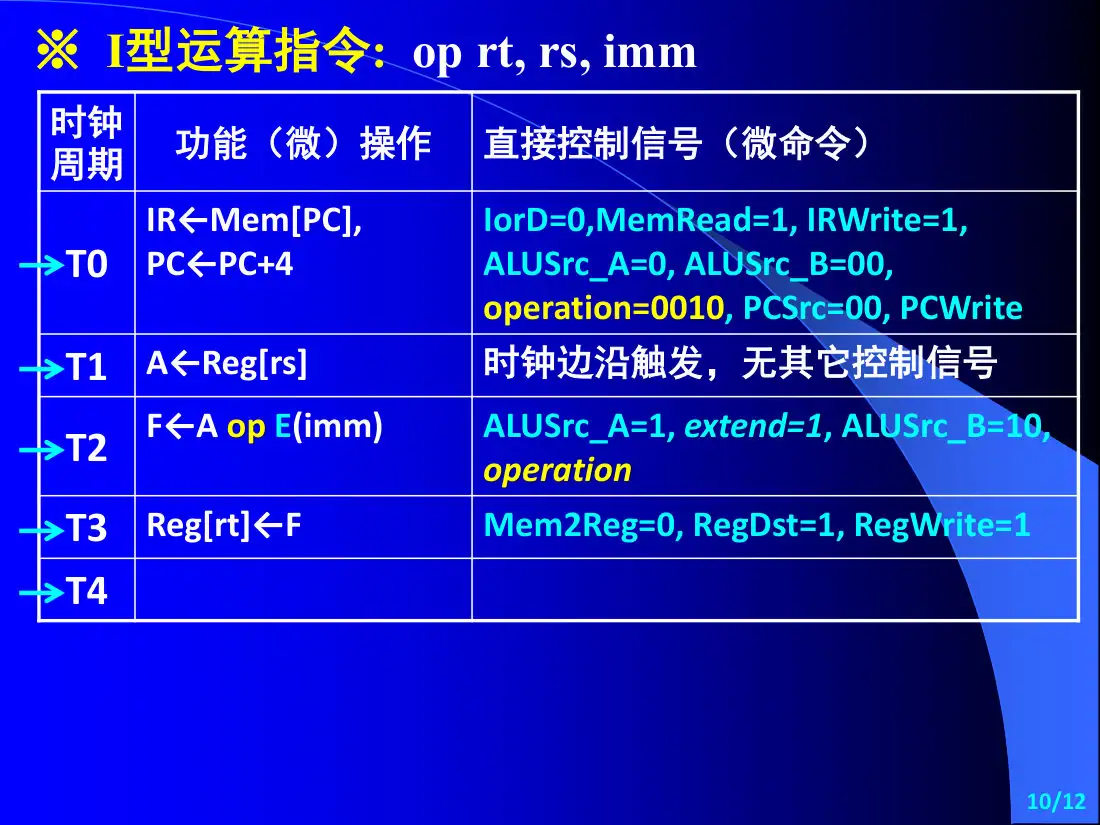 ※ I型运算指令: op rt, rs, imm
时钟
周期
功能（微）操作
直接控制信号（微命令）
→T0
IR←Mem[PC],
PC←PC+4
IorD=0,MemRead=1, IRWrite=1,
ALUSrc_A=0, ALUSrc_B=00,
operation=0010, PCSrc=00, PCWrite
→T1
A←Reg[rs]
时钟边沿触发，无其它控制信号
→T2
F←A op E(imm)
ALUSrc_A=1, extend=1, ALUSrc_B=10,
operation
→T3
Reg[rt]←F
Mem2Reg=0, RegDst=1, RegWrite=1
→T4
10/12